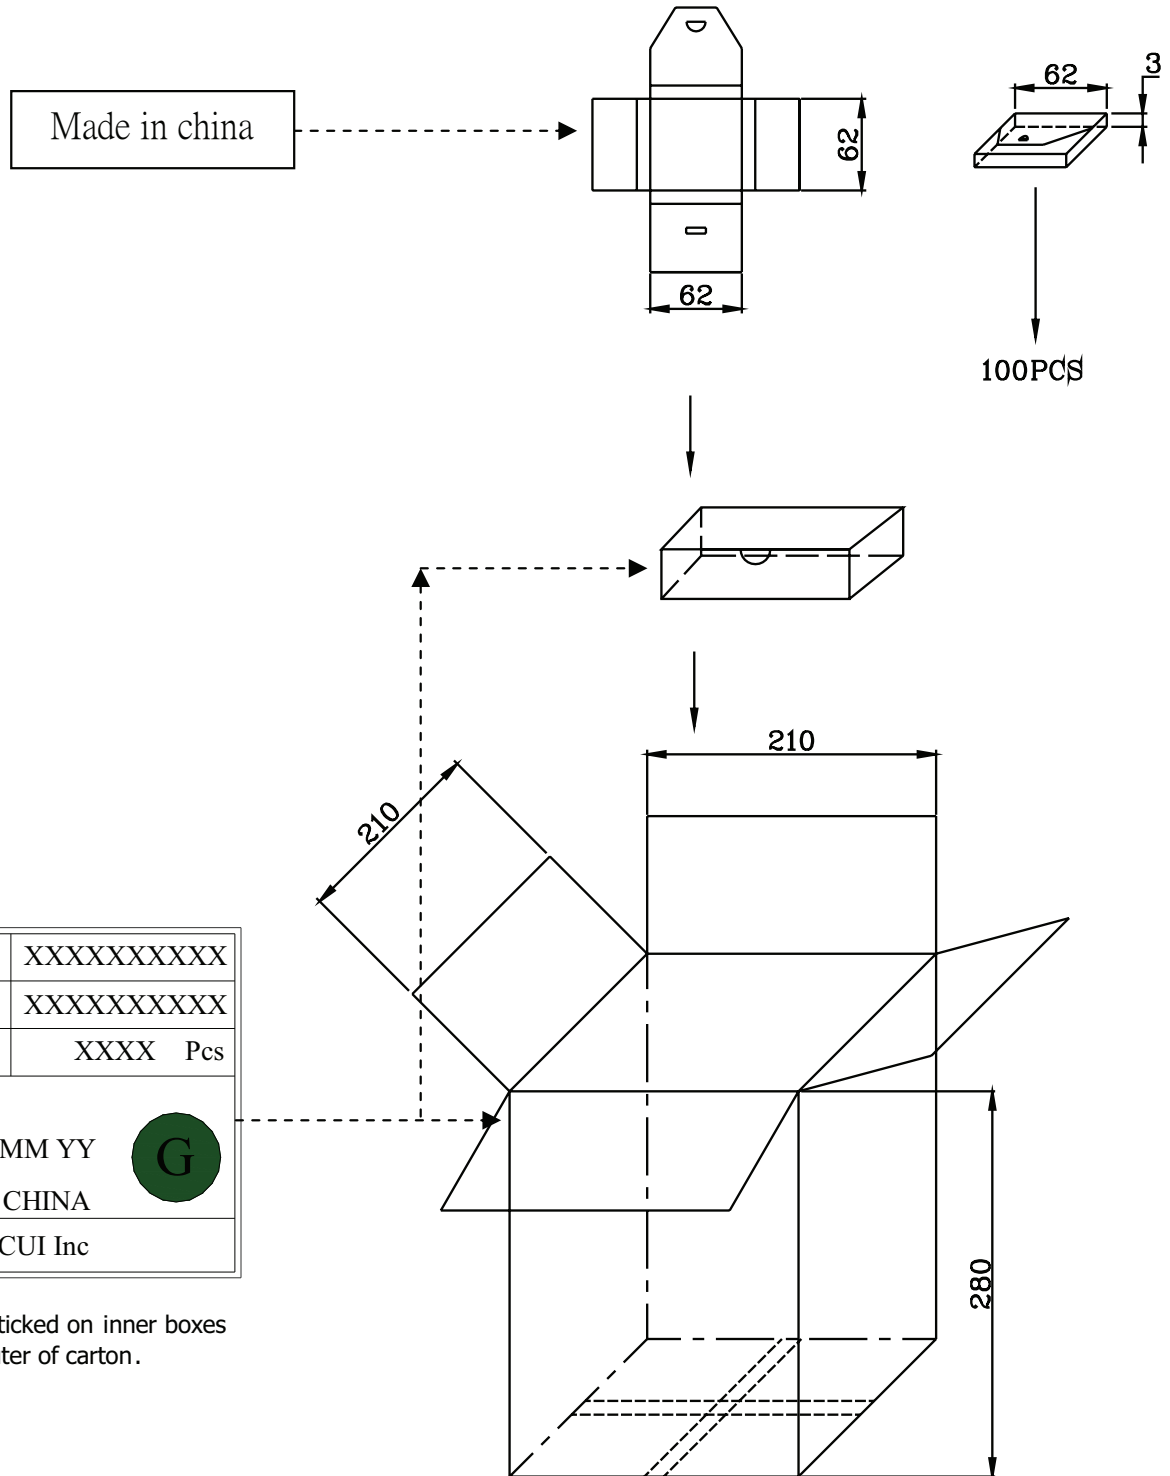 62
3
Made in china
62
62
100PCS
210
210
XXXXXXXXXX
XXXXXXXXXX
XXXX Pcs
MM YY
G
CHINA
CUI Inc
280
ticked on inner boxes
ter of carton.